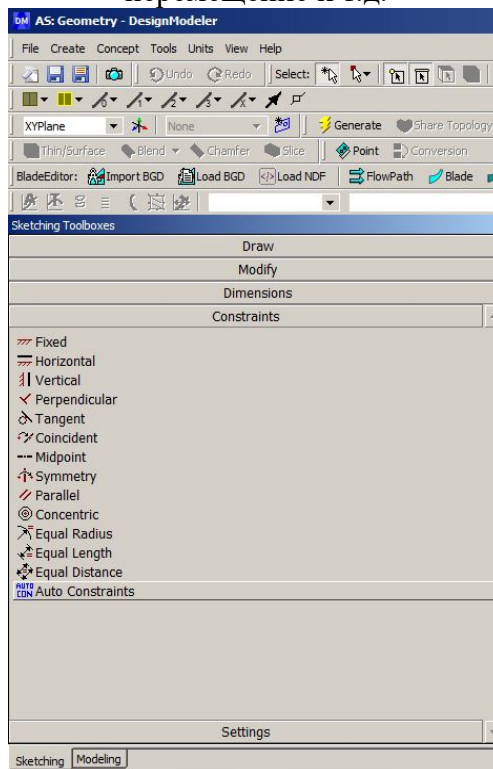 перемещение и т.д.
AS: Geometry - DesignModeler
File Create Concept Tools Units View Help
Undo Redo Select:
XYPlane None Generate Share Topology
Thin/Surface Blend Chamfer Slice Point Conversion
BladeEditor: Import BGD Load BGD Load NDF FlowPath Blade
Sketching Toolboxes
Draw
Modify
Dimensions
Constraints
Fixed
Horizontal
Vertical
Perpendicular
Tangent
Coincident
Midpoint
Symmetry
Parallel
Concentric
Equal Radius
Equal Length
Equal Distance
AUTO CON Auto Constraints
Settings
Sketching Modeling